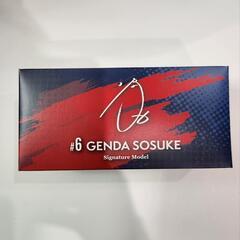 #6 GENDA SOSUKE
Signature Model